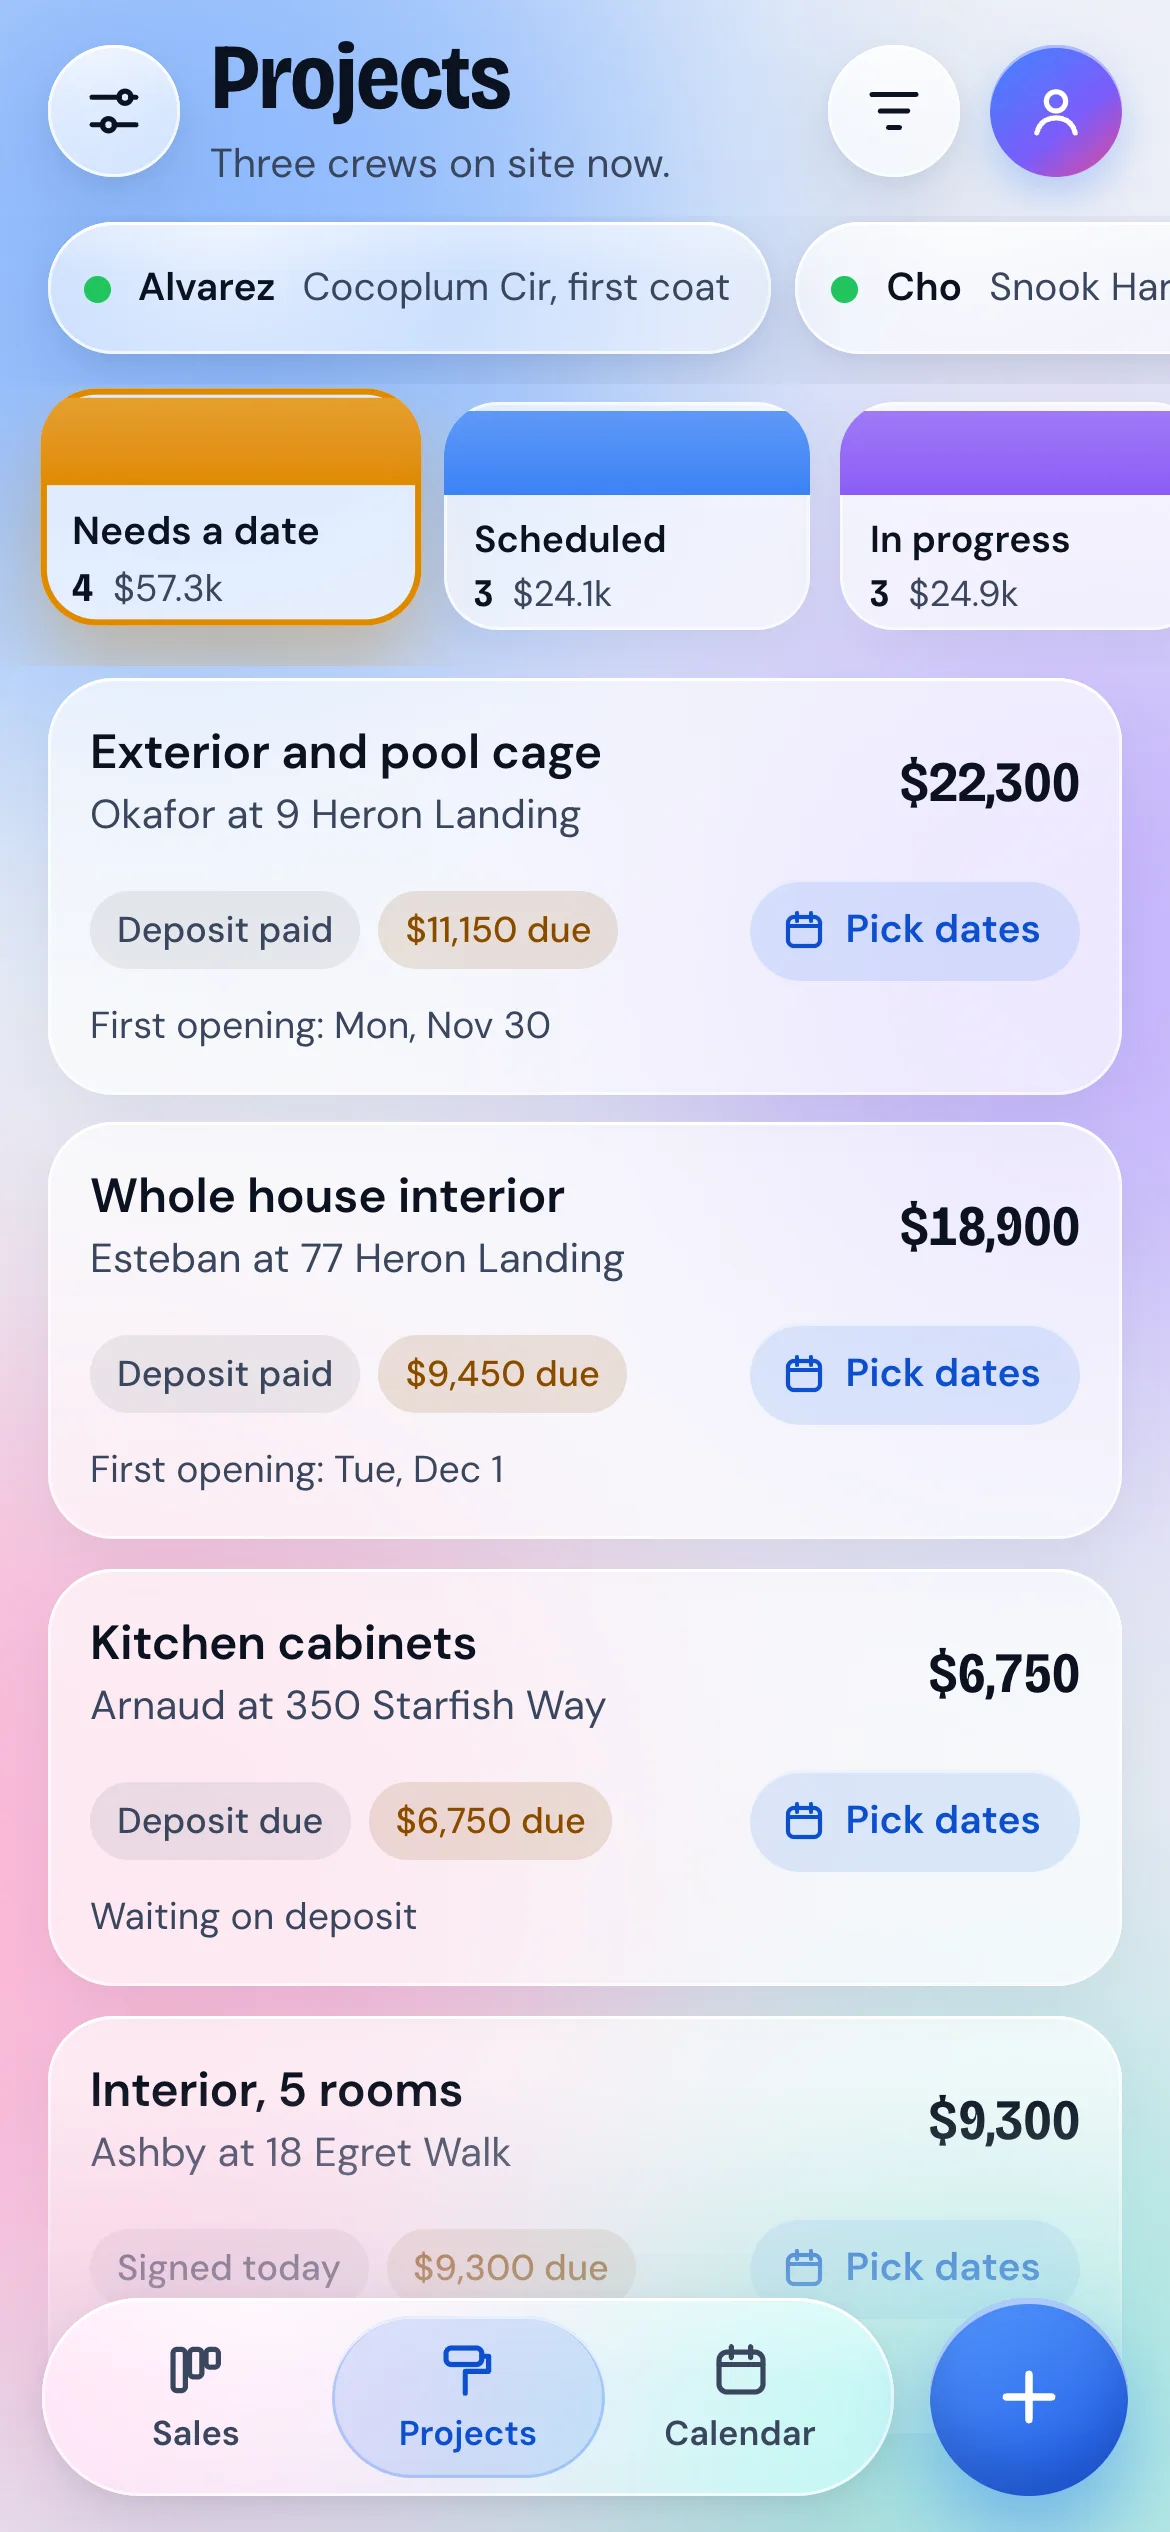 Projects
Three crews on site now.
Alvarez Cocoplum Cir, first coat
Cho Snook Har
Needs a date
4 $57.3k
Scheduled
3 $24.1k
In progress
3 $24.9k
Exterior and pool cage
Okafor at 9 Heron Landing
$22,300
Deposit paid
$11,150 due
Pick dates
First opening: Mon, Nov 30
Whole house interior
Esteban at 77 Heron Landing
$18,900
Deposit paid
$9,450 due
Pick dates
First opening: Tue, Dec 1
Kitchen cabinets
Arnaud at 350 Starfish Way
$6,750
Deposit due
$6,750 due
Pick dates
Waiting on deposit
Interior, 5 rooms
Ashby at 18 Egret Walk
$9,300
Signed today
$9,300 due
Pick dates
Sales
Projects
Calendar